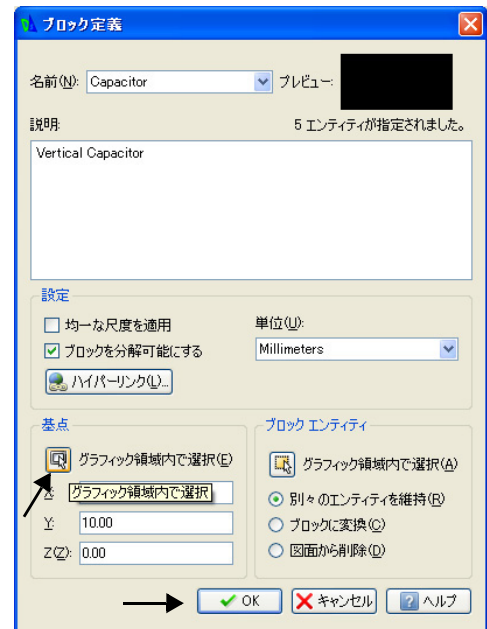 ブロック定義
名前(N): Capacitor プレビュー:
説明: 5 エンティティが指定されました。
Vertical Capacitor
設定
均一な尺度を適用 単位(U):
ブロックを分解可能にする Millimeters
ハイパーリンク(L)...
基点 ブロック エンティティ
グラフィック領域内で選択(E) グラフィック領域内で選択(A)
X: グラフィック領域内で選択 別々のエンティティを維持(R)
Y: 10.00 ブロックに変換(C)
Z(Z): 0.00 図面から削除(D)
OK キャンセル ヘルプ